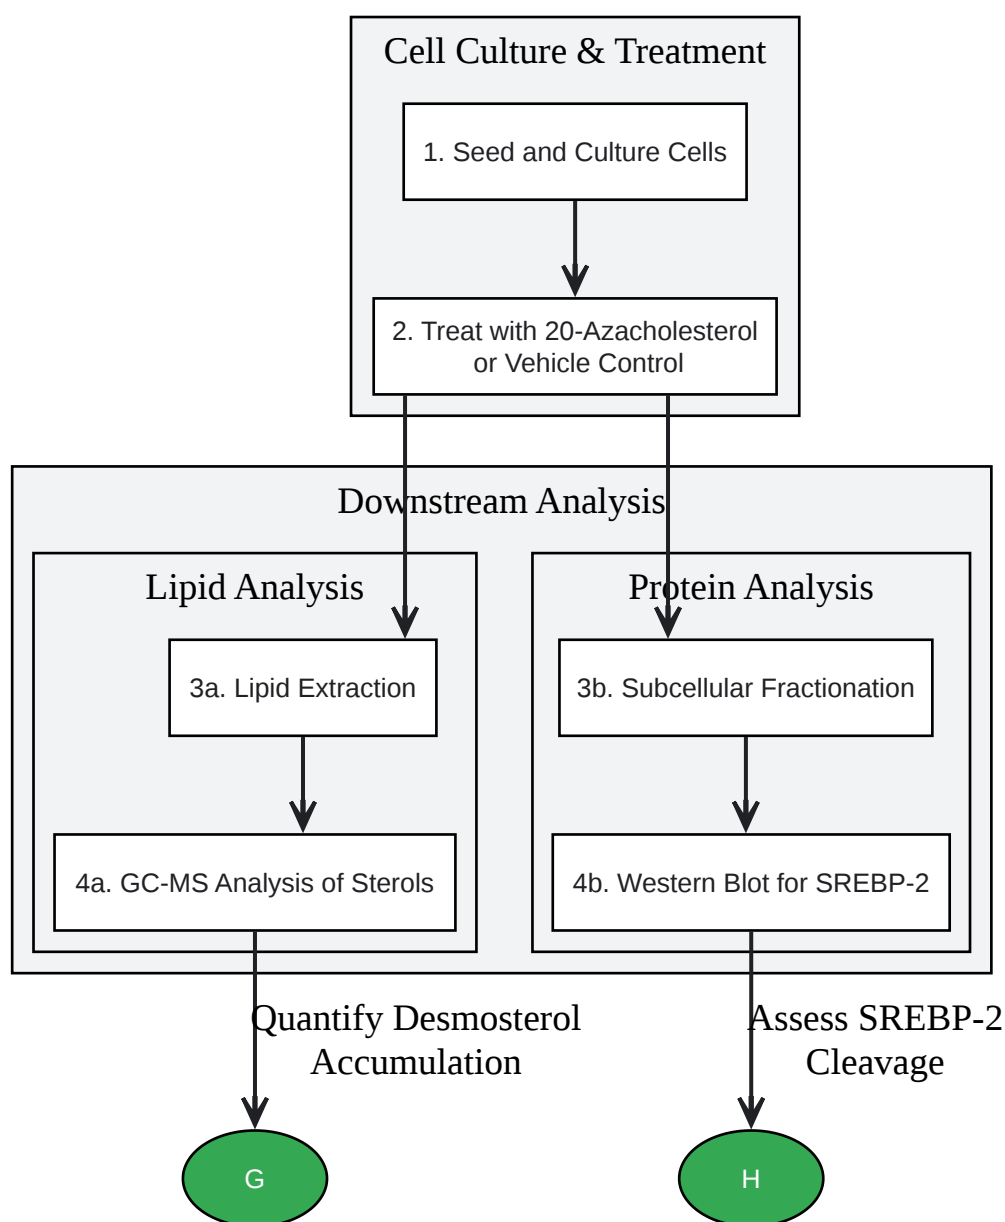 Cell Culture & Treatment
1. Seed and Culture Cells
2. Treat with 20-Azacholesterol
or Vehicle Control
Downstream Analysis
Lipid Analysis
Protein Analysis
3a. Lipid Extraction
3b. Subcellular Fractionation
4a. GC-MS Analysis of Sterols
4b. Western Blot for SREBP-2
Quantify Desmosterol
Accumulation
Assess SREBP-2
Cleavage
G
H